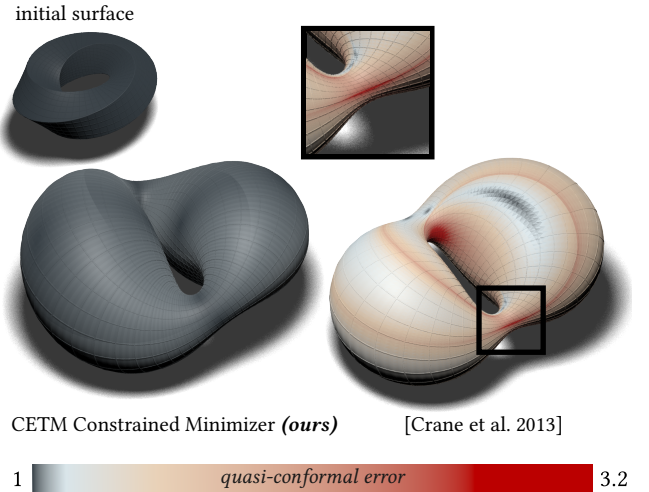 initial surface
CETM Constrained Minimizer (ours)
[Crane et al. 2013]
1 quasi-conformal error 3.2